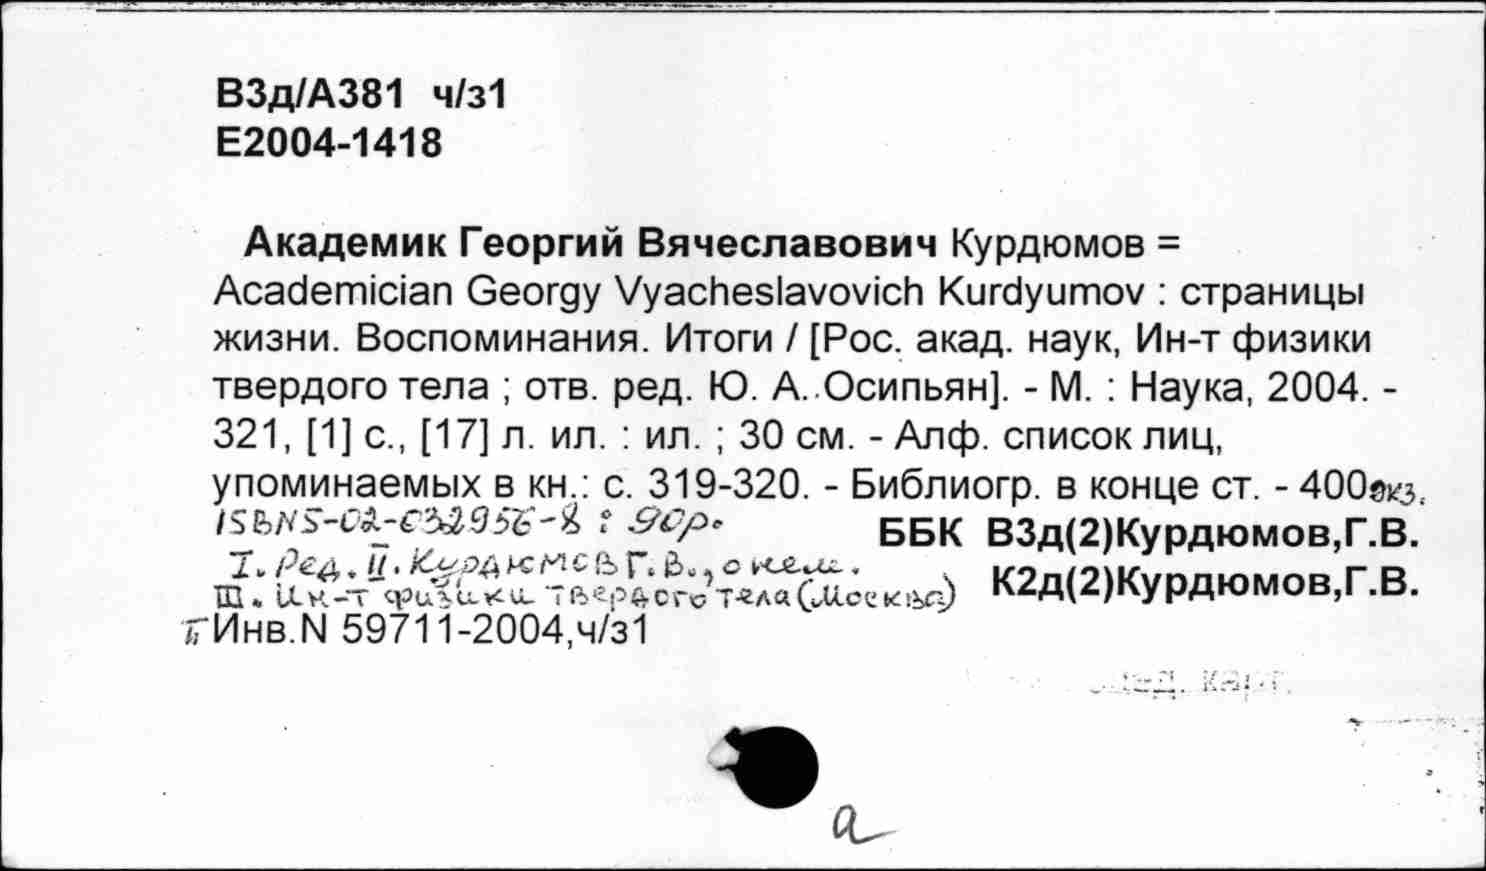 В3д/А381 ч/з1
Е2004-1418
Академик Георгий Вячеславович Курдюмов =
Academician Georgy Vyacheslavovich Kurdyumov : страницы
жизни. Воспоминания. Итоги / [Рос. акад. наук, Ин-т физики
твердого тела ; отв. ред. Ю. А. Осипьян]. - М. : Наука, 2004. -
321, [1] с., [17] л. ил. : ил. ; 30 см. - Алф. список лиц,
упоминаемых в кн.: с. 319-320. - Библиогр. в конце ст. - 400экз.
ISBN 5-02-032956-8 : 90р.
ББК В3д(2)Курдюмов,Г.В.
I. Ред. II. Курдюмов Г.В., о нем.
К2д(2)Курдюмов,Г.В.
III. Ин-т физики твердого тела (Москва)
Инв.N 59711-2004,ч/з1
а